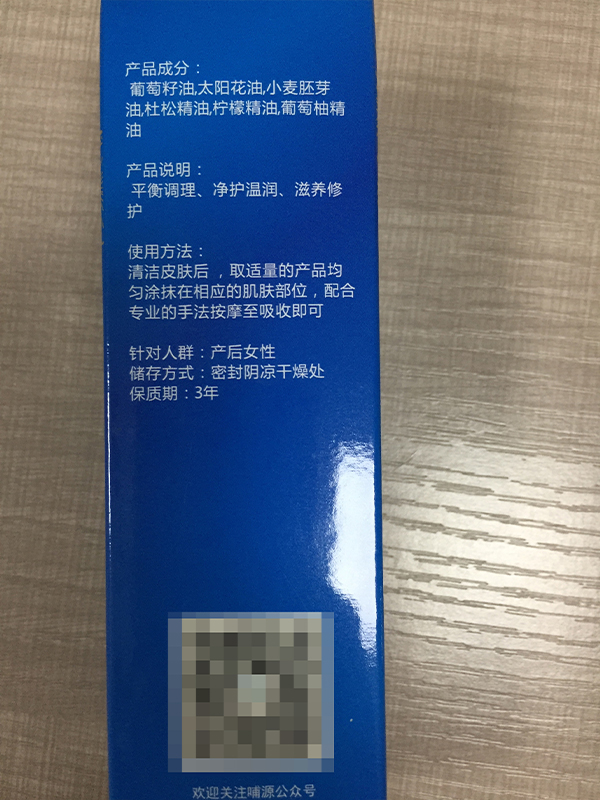 产品成分：
葡萄籽油,太阳花油,小麦胚芽
油,杜松精油,柠檬精油,葡萄柚精
油
产品说明：
平衡调理、净护温润、滋养修
护
使用方法：
清洁皮肤后，取适量的产品均
匀涂抹在相应的肌肤部位，配合
专业的手法按摩至吸收即可
针对人群：产后女性
储存方式：密封阴凉干燥处
保质期：3年
欢迎关注哺源公众号